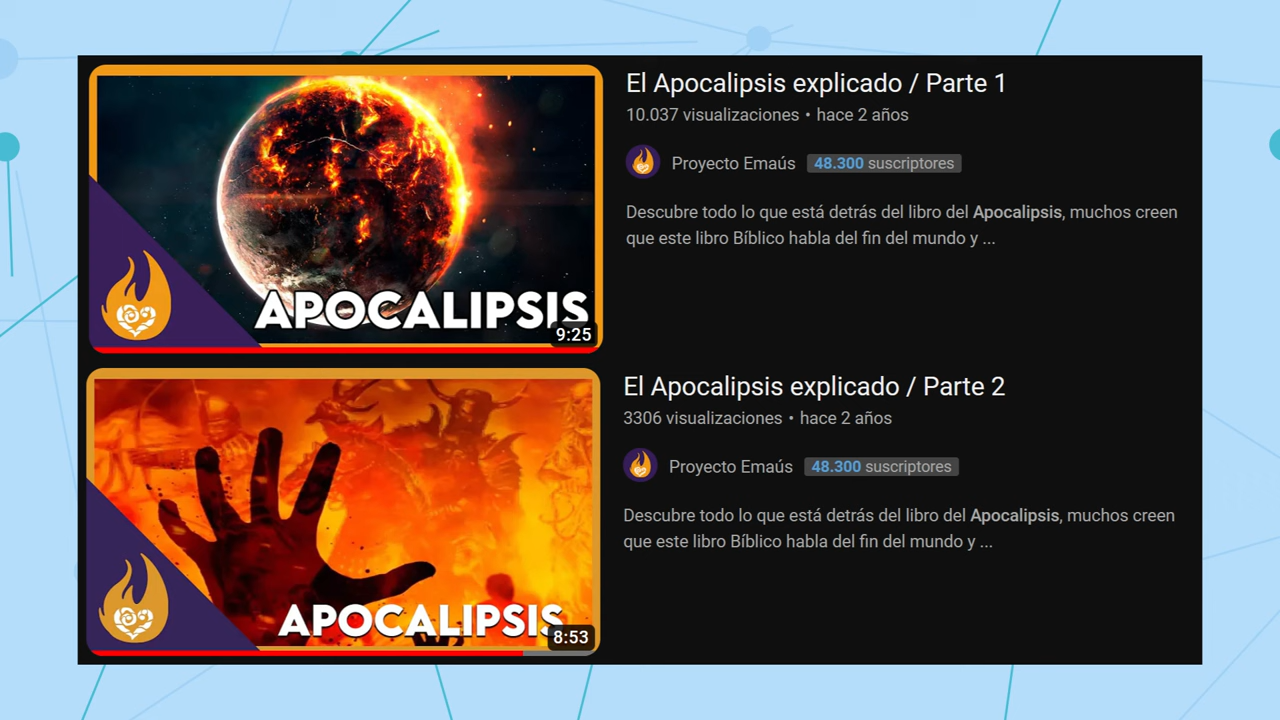 El Apocalipsis explicado / Parte 1
10.037 visualizaciones • hace 2 años
Proyecto Emaús 48.300 suscriptores
Descubre todo lo que está detrás del libro del Apocalipsis, muchos creen
que este libro Bíblico habla del fin del mundo y ...
APOCALIPSIS
9:25
El Apocalipsis explicado / Parte 2
3306 visualizaciones • hace 2 años
Proyecto Emaús 48.300 suscriptores
Descubre todo lo que está detrás del libro del Apocalipsis, muchos creen
que este libro Bíblico habla del fin del mundo y ...
APOCALIPSIS
8:53